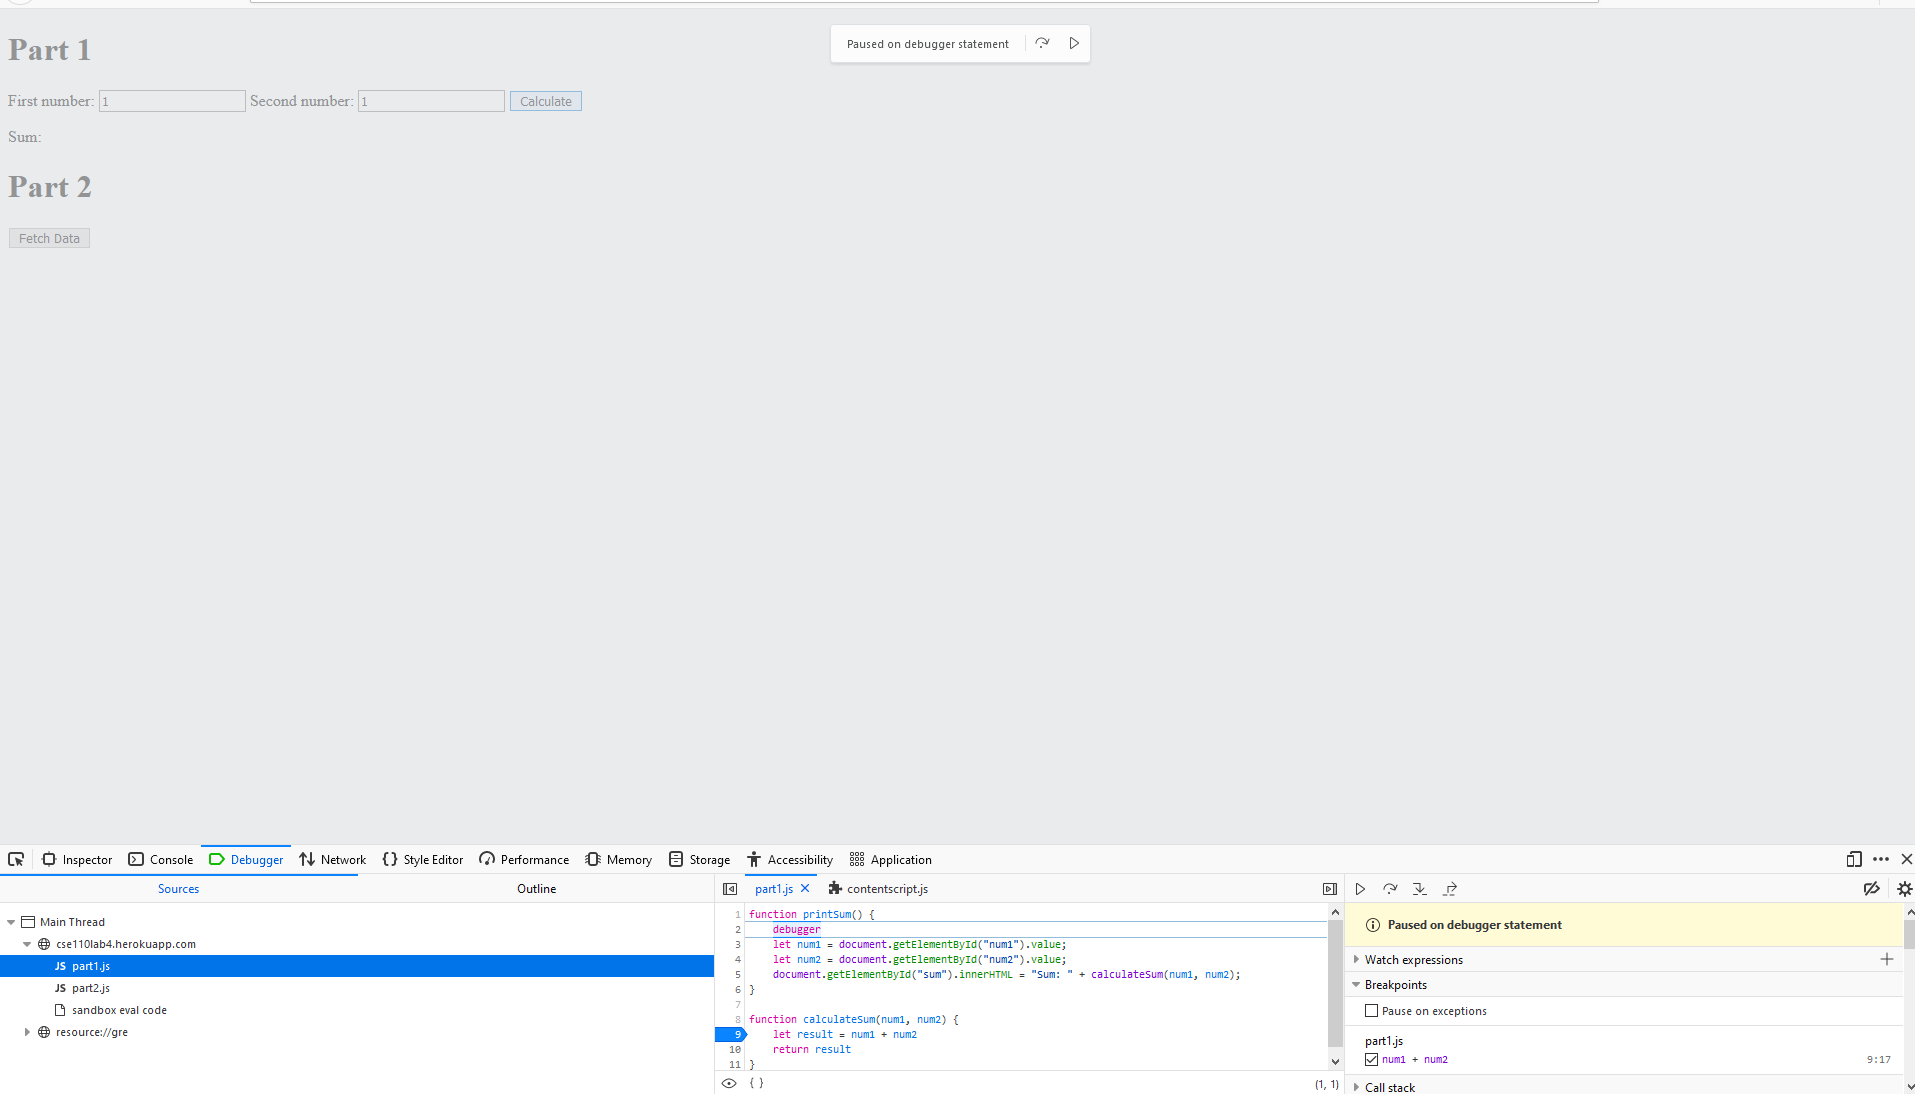 Paused on debugger statement
Part 1
First number: 1 Second number: 1 Calculate
Sum:
Part 2
Fetch Data
Inspector Console Debugger Network Style Editor Performance Memory Storage Accessibility Application
Sources Outline
Main Thread
cse110lab4.herokuapp.com
JS part1.js
JS part2.js
sandbox eval code
resource://gre
part1.js contentscript.js
1 function printSum() {
2 debugger
3 let num1 = document.getElementById("num1").value;
4 let num2 = document.getElementById("num2").value;
5 document.getElementById("sum").innerHTML = "Sum: " + calculateSum(num1, num2);
6 }
7
8 function calculateSum(num1, num2) {
9 let result = num1 + num2
10 return result
11 }
{ } (1, 1)
Paused on debugger statement
Watch expressions
Breakpoints
Pause on exceptions
part1.js
num1 + num2 9:17
Call stack